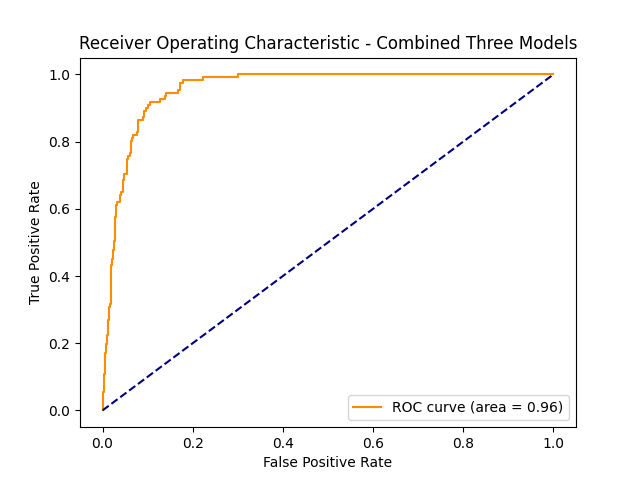 Receiver Operating Characteristic - Combined Three Models
1.0
0.8
0.6
0.4
0.2
0.0
True Positive Rate
ROC curve (area = 0.96)
0.0 0.2 0.4 0.6 0.8 1.0
False Positive Rate